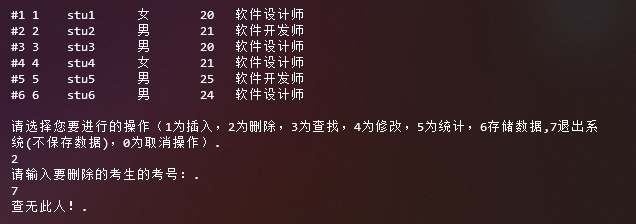 #1 1 stu1 女 20 软件设计师
#2 2 stu2 男 21 软件开发师
#3 3 stu3 男 20 软件设计师
#4 4 stu4 女 21 软件设计师
#5 5 stu5 男 25 软件开发师
#6 6 stu6 男 24 软件设计师
请选择您要进行的操作（1为插入，2为删除，3为查找，4为修改，5为统计，6存储数据,7退出系
统(不保存数据)，0为取消操作）.
2
请输入要删除的考生的考号：.
7
查无此人！.